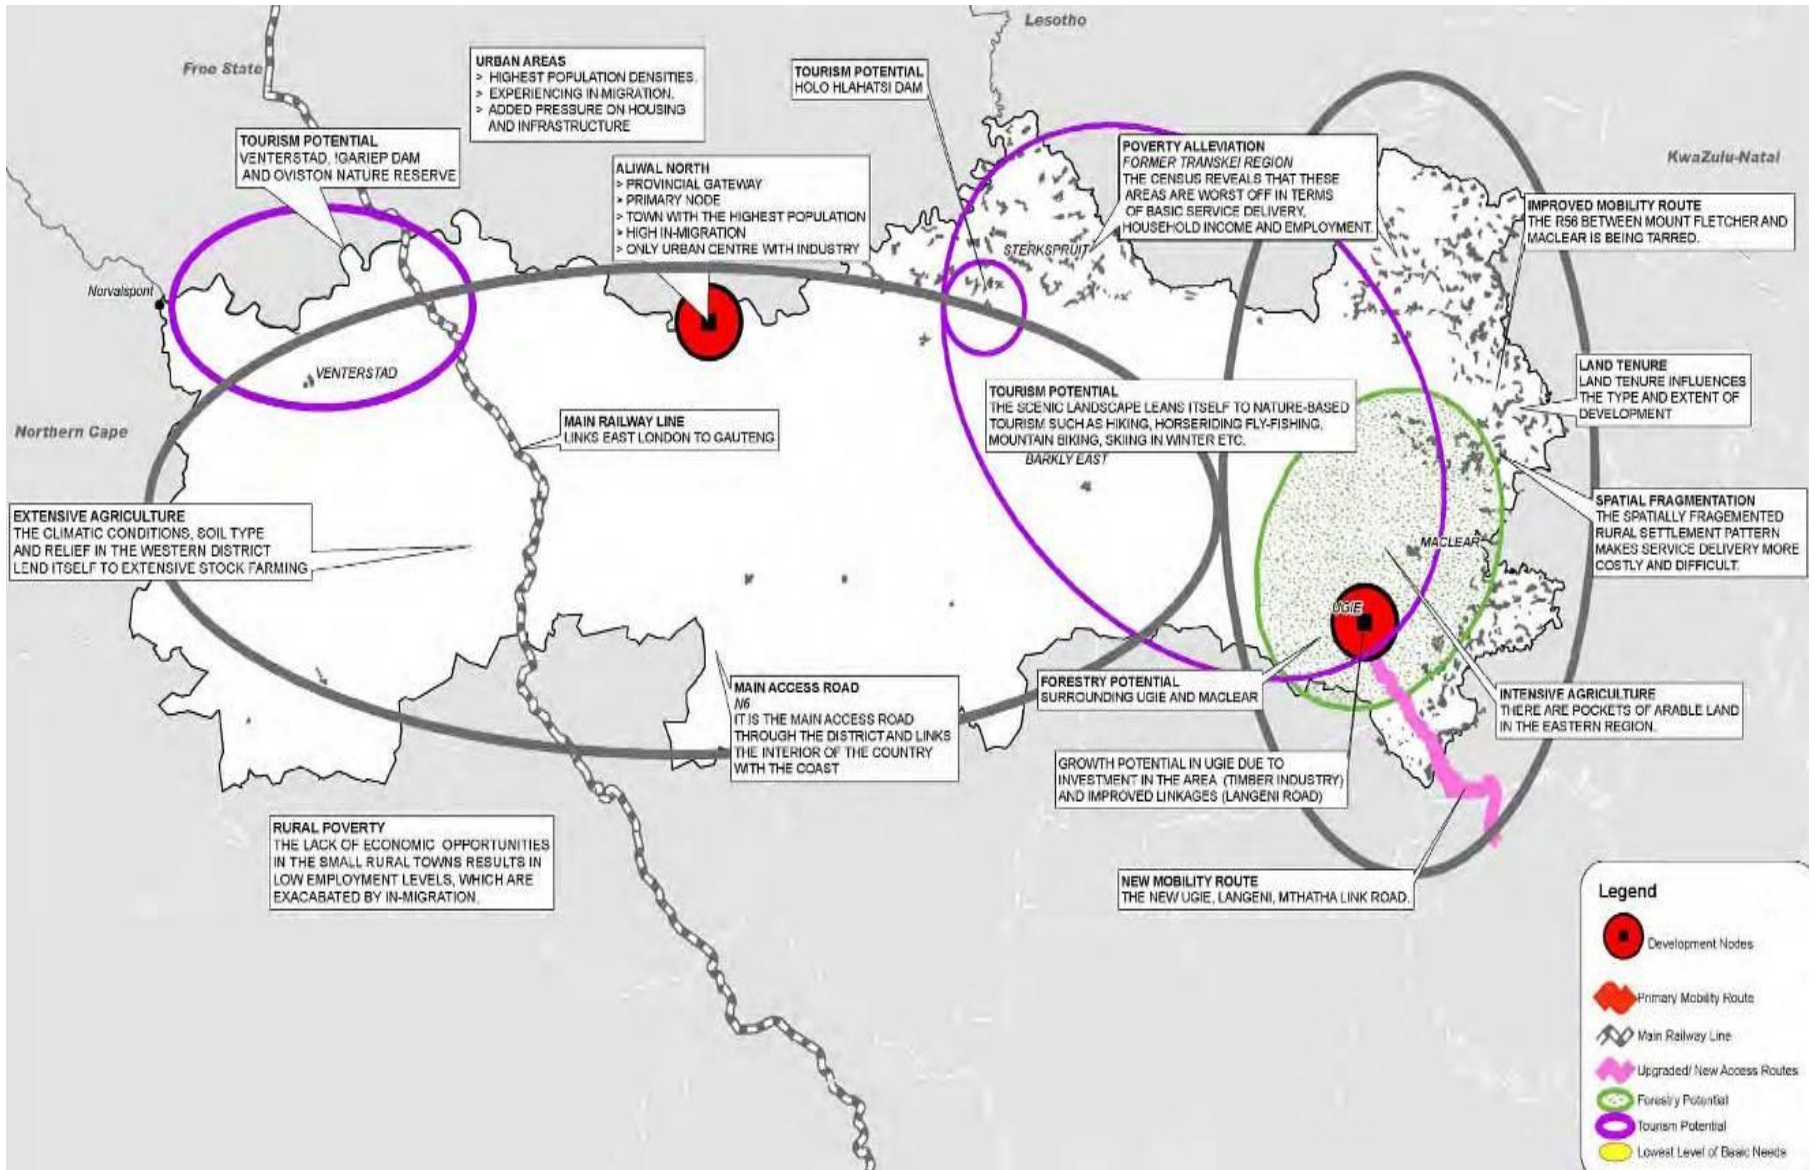 Lesotho
Free State
URBAN AREAS
> HIGHEST POPULATION DENSITIES.
> EXPERIENCING IN-MIGRATION.
> ADDED PRESSURE ON HOUSING
AND INFRASTRUCTURE
TOURISM POTENTIAL
HOLO HLAHATSI DAM
TOURISM POTENTIAL
VENTERSTAD, !GARIEP DAM
AND OVISTON NATURE RESERVE
ALIWAL NORTH
> PROVINCIAL GATEWAY
> PRIMARY NODE
> TOWN WITH THE HIGHEST POPULATION
> HIGH IN-MIGRATION
> ONLY URBAN CENTRE WITH INDUSTRY
POVERTY ALLEVIATION
FORMER TRANSKEI REGION
THE CENSUS REVEALS THAT THESE
AREAS ARE WORST OFF IN TERMS
OF BASIC SERVICE DELIVERY,
HOUSEHOLD INCOME AND EMPLOYMENT.
KwaZulu-Natal
IMPROVED MOBILITY ROUTE
THE R56 BETWEEN MOUNT FLETCHER AND
MACLEAR IS BEING TARRED.
STERKSPRUIT
Norvalspont
VENTERSTAD
LAND TENURE
LAND TENURE INFLUENCES
THE TYPE AND EXTENT OF
DEVELOPMENT
Northern Cape
MAIN RAILWAY LINE
LINKS EAST LONDON TO GAUTENG
TOURISM POTENTIAL
THE SCENIC LANDSCAPE LEANS ITSELF TO NATURE-BASED
TOURISM SUCH AS HIKING, HORSERIDING FLY-FISHING,
MOUNTAIN BIKING, SKIING IN WINTER ETC.
BARKLY EAST
EXTENSIVE AGRICULTURE
THE CLIMATIC CONDITIONS, SOIL TYPE
AND RELIEF IN THE WESTERN DISTRICT
LEND ITSELF TO EXTENSIVE STOCK FARMING
SPATIAL FRAGMENTATION
THE SPATIALLY FRAGEMENTED
RURAL SETTLEMENT PATTERN
MAKES SERVICE DELIVERY MORE
COSTLY AND DIFFICULT.
MACLEAR
UGIE
FORESTRY POTENTIAL
SURROUNDING UGIE AND MACLEAR
MAIN ACCESS ROAD
N6
IT IS THE MAIN ACCESS ROAD
THROUGH THE DISTRICT AND LINKS
THE INTERIOR OF THE COUNTRY
WITH THE COAST
INTENSIVE AGRICULTURE
THERE ARE POCKETS OF ARABLE LAND
IN THE EASTERN REGION.
GROWTH POTENTIAL IN UGIE DUE TO
INVESTMENT IN THE AREA (TIMBER INDUSTRY)
AND IMPROVED LINKAGES (LANGENI ROAD)
RURAL POVERTY
THE LACK OF ECONOMIC OPPORTUNITIES
IN THE SMALL RURAL TOWNS RESULTS IN
LOW EMPLOYMENT LEVELS, WHICH ARE
EXACABATED BY IN-MIGRATION.
NEW MOBILITY ROUTE
THE NEW UGIE, LANGENI, MTHATHA LINK ROAD.
Legend
Development Nodes
Primary Mobility Route
Main Railway Line
Upgraded/ New Access Routes
Forestry Potential
Tourism Potential
Lowest Level of Basic Needs